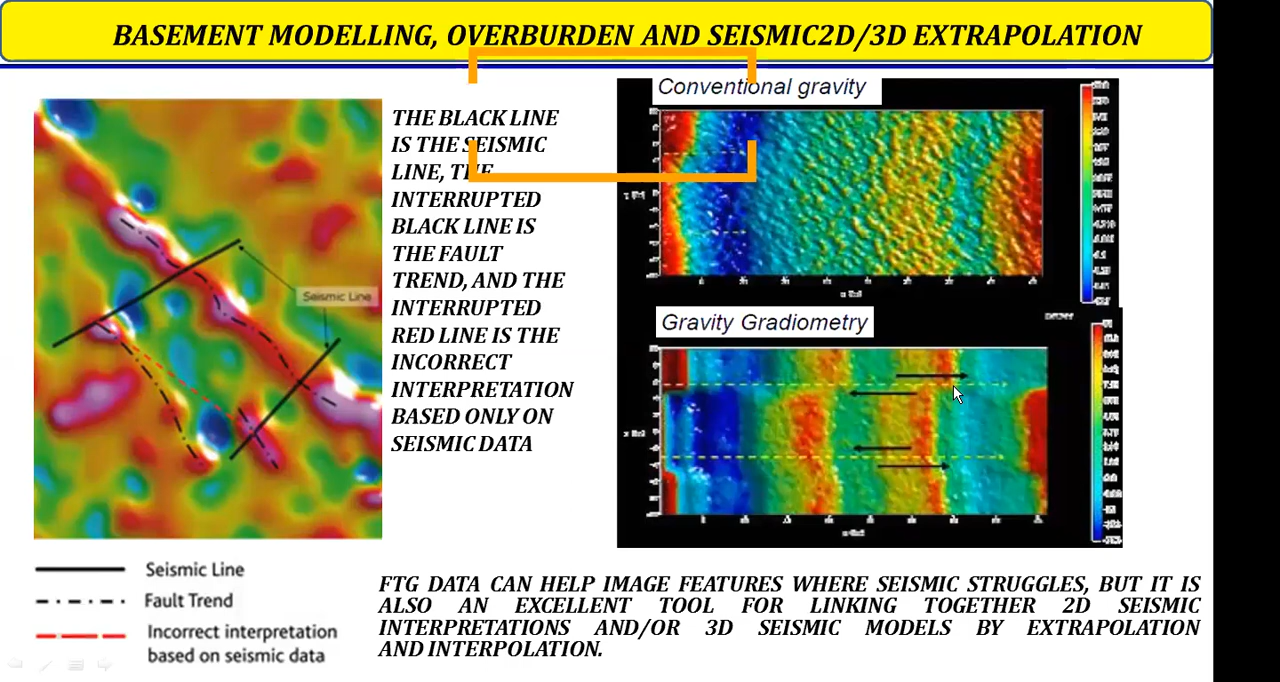 BASEMENT MODELLING, OVERBURDEN AND SEISMIC2D/3D EXTRAPOLATION
THE BLACK LINE
IS THE SEISMIC
LINE, THE
INTERRUPTED
BLACK LINE IS
THE FAULT
TREND, AND THE
INTERRUPTED
RED LINE IS THE
INCORRECT
INTERPRETATION
BASED ONLY ON
SEISMIC DATA
Seismic Line
Conventional gravity
Gravity Gradiometry
Seismic Line
Fault Trend
Incorrect interpretation
based on seismic data
FTG DATA CAN HELP IMAGE FEATURES WHERE SEISMIC STRUGGLES, BUT IT IS
ALSO AN EXCELLENT TOOL FOR LINKING TOGETHER 2D SEISMIC
INTERPRETATIONS AND/OR 3D SEISMIC MODELS BY EXTRAPOLATION
AND INTERPOLATION.